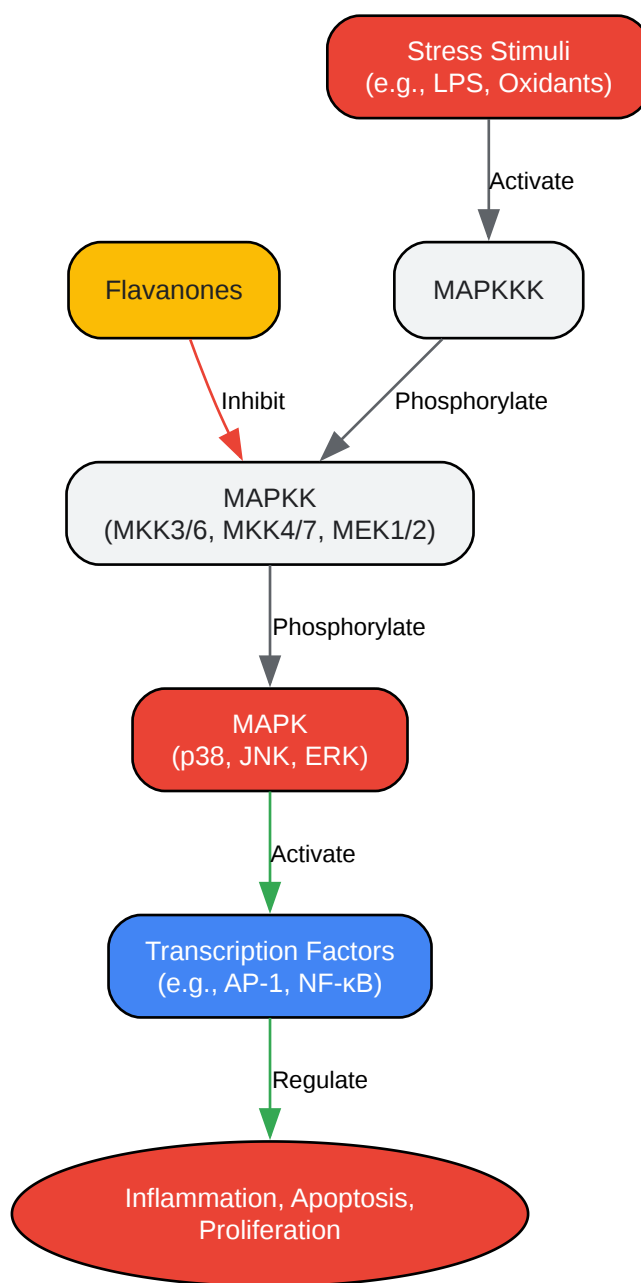 Stress Stimuli
(e.g., LPS, Oxidants)
Activate
Flavanones
MAPKKK
Inhibit
Phosphorylate
MAPKK
(MKK3/6, MKK4/7, MEK1/2)
Phosphorylate
MAPK
(p38, JNK, ERK)
Activate
Transcription Factors
(e.g., AP-1, NF-κB)
Regulate
Inflammation, Apoptosis,
Proliferation